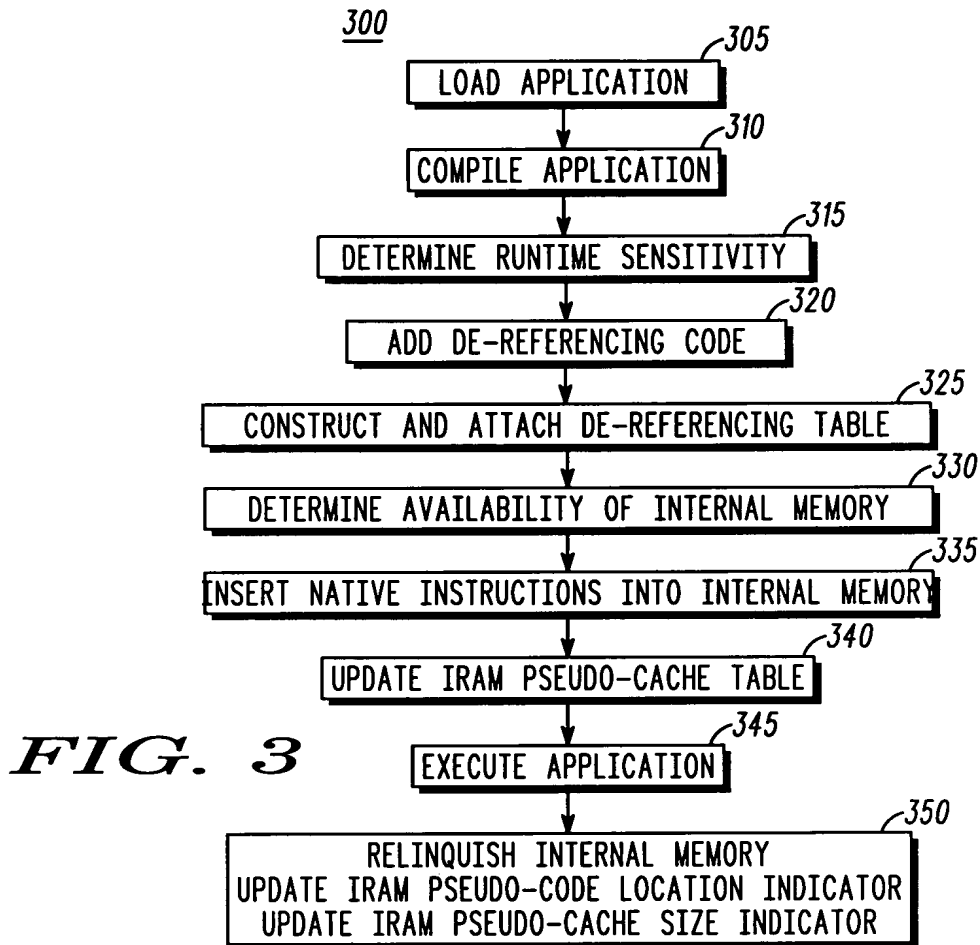 300
305
LOAD APPLICATION
310
COMPILE APPLICATION
315
DETERMINE RUNTIME SENSITIVITY
320
ADD DE-REFERENCING CODE
325
CONSTRUCT AND ATTACH DE-REFERENCING TABLE
330
DETERMINE AVAILABILITY OF INTERNAL MEMORY
335
INSERT NATIVE INSTRUCTIONS INTO INTERNAL MEMORY
340
UPDATE IRAM PSEUDO-CACHE TABLE
345
EXECUTE APPLICATION
FIG. 3
350
RELINQUISH INTERNAL MEMORY
UPDATE IRAM PSEUDO-CODE LOCATION INDICATOR
UPDATE IRAM PSEUDO-CACHE SIZE INDICATOR